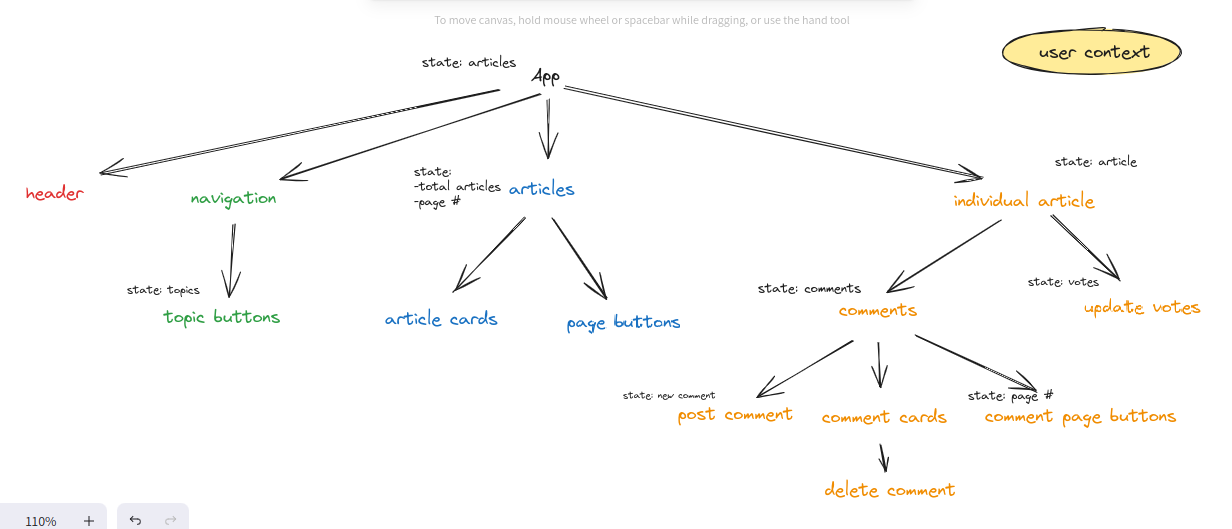 To move canvas, hold mouse wheel or spacebar while dragging, or use the hand tool
user context
state: articles
App
state: article
header
navigation
state:
-total articles
-page #
articles
individual article
state: topics
topic buttons
article cards
page buttons
state: comments
comments
state: votes
update votes
state: new comment
post comment
comment cards
state: page #
comment page buttons
delete comment
110%